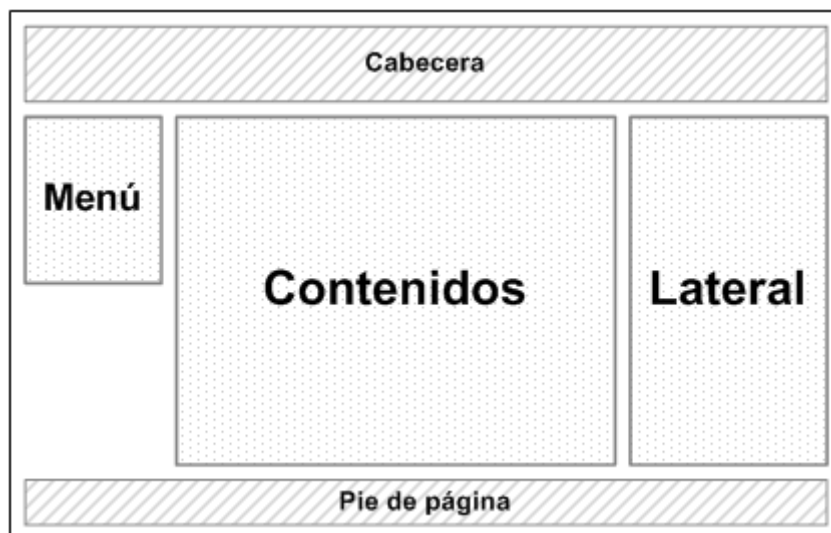 Cabecera
Menú
Contenidos
Lateral
Pie de página